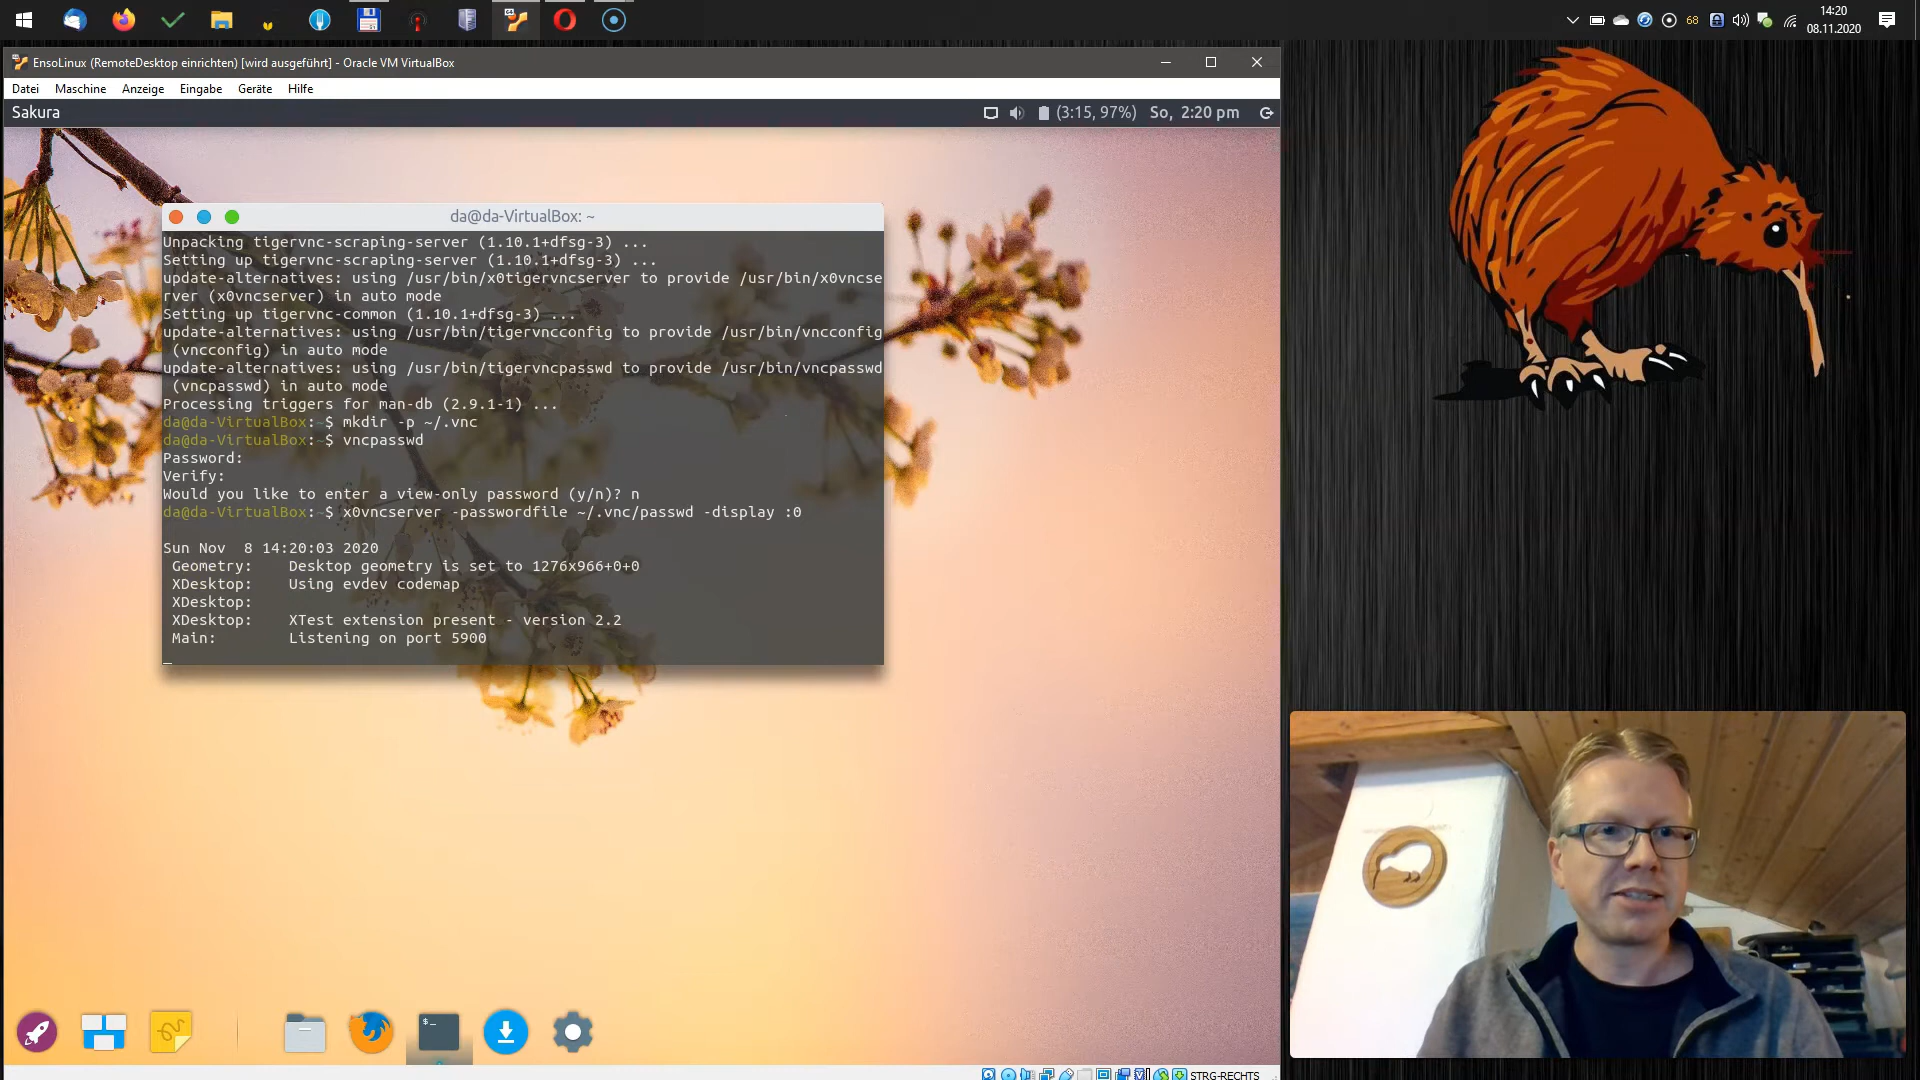 14:20
68
08.11.2020
EnsoLinux (RemoteDesktop einrichten) [wird ausgeführt] - Oracle VM VirtualBox
Datei Maschine Anzeige Eingabe Geräte Hilfe
Sakura (3:15, 97%) So, 2:20 pm
da@da-VirtualBox: ~
Unpacking tigervnc-scraping-server (1.10.1+dfsg-3) ...
Setting up tigervnc-scraping-server (1.10.1+dfsg-3) ...
update-alternatives: using /usr/bin/x0tigervncserver to provide /usr/bin/x0vncse
rver (x0vncserver) in auto mode
Setting up tigervnc-common (1.10.1+dfsg-3) ...
update-alternatives: using /usr/bin/tigervncconfig to provide /usr/bin/vncconfig
(vncconfig) in auto mode
update-alternatives: using /usr/bin/tigervncpasswd to provide /usr/bin/vncpasswd
(vncpasswd) in auto mode
Processing triggers for man-db (2.9.1-1) ...
da@da-VirtualBox:~$ mkdir -p ~/.vnc
da@da-VirtualBox:~$ vncpasswd
Password:
Verify:
Would you like to enter a view-only password (y/n)? n
da@da-VirtualBox:~$ x0vncserver -passwordfile ~/.vnc/passwd -display :0
Sun Nov  8 14:20:03 2020
Geometry:    Desktop geometry is set to 1276x966+0+0
XDesktop:    Using evdev codemap
XDesktop:
XDesktop:    XTest extension present - version 2.2
Main:        Listening on port 5900
$_
STRG-RECHTS